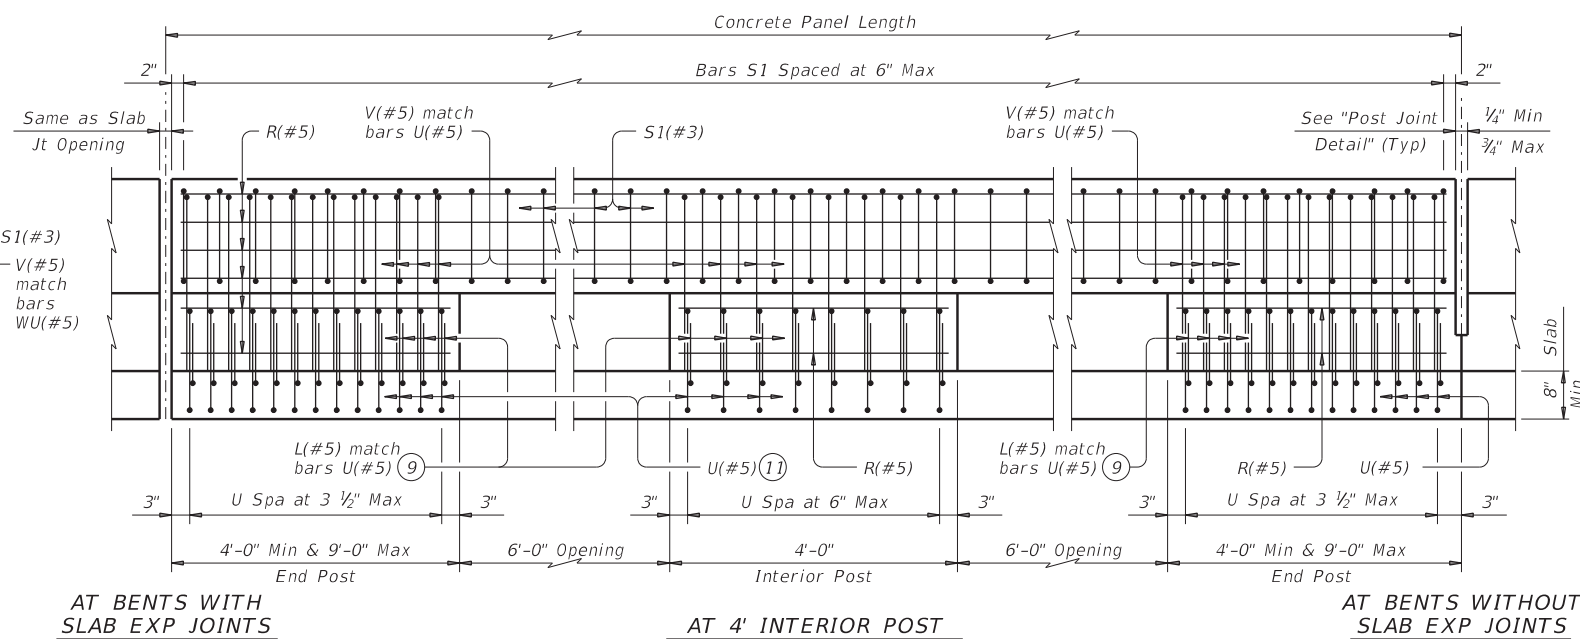 Concrete Panel Length
2"
Bars S1 Spaced at 6" Max
2"
Same as Slab
Jt Opening
R(#5)
V(#5) match
bars U(#5)
S1(#3)
V(#5) match
bars U(#5)
See "Post Joint
Detail" (Typ)
¼" Min
¾" Max
S1(#3)
V(#5)
match
bars
WU(#5)
Slab
8"
Min
L(#5) match
bars U(#5) 9
U(#5) 11
R(#5)
L(#5) match
bars U(#5) 9
R(#5)
U(#5)
3"
U Spa at 3 ½" Max
3"
3"
U Spa at 6" Max
3"
3"
U Spa at 3 ½" Max
3"
4'-0" Min & 9'-0" Max
End Post
6'-0" Opening
4'-0"
Interior Post
6'-0" Opening
4'-0" Min & 9'-0" Max
End Post
AT BENTS WITH
SLAB EXP JOINTS
AT 4' INTERIOR POST
AT BENTS WITHOUT
SLAB EXP JOINTS